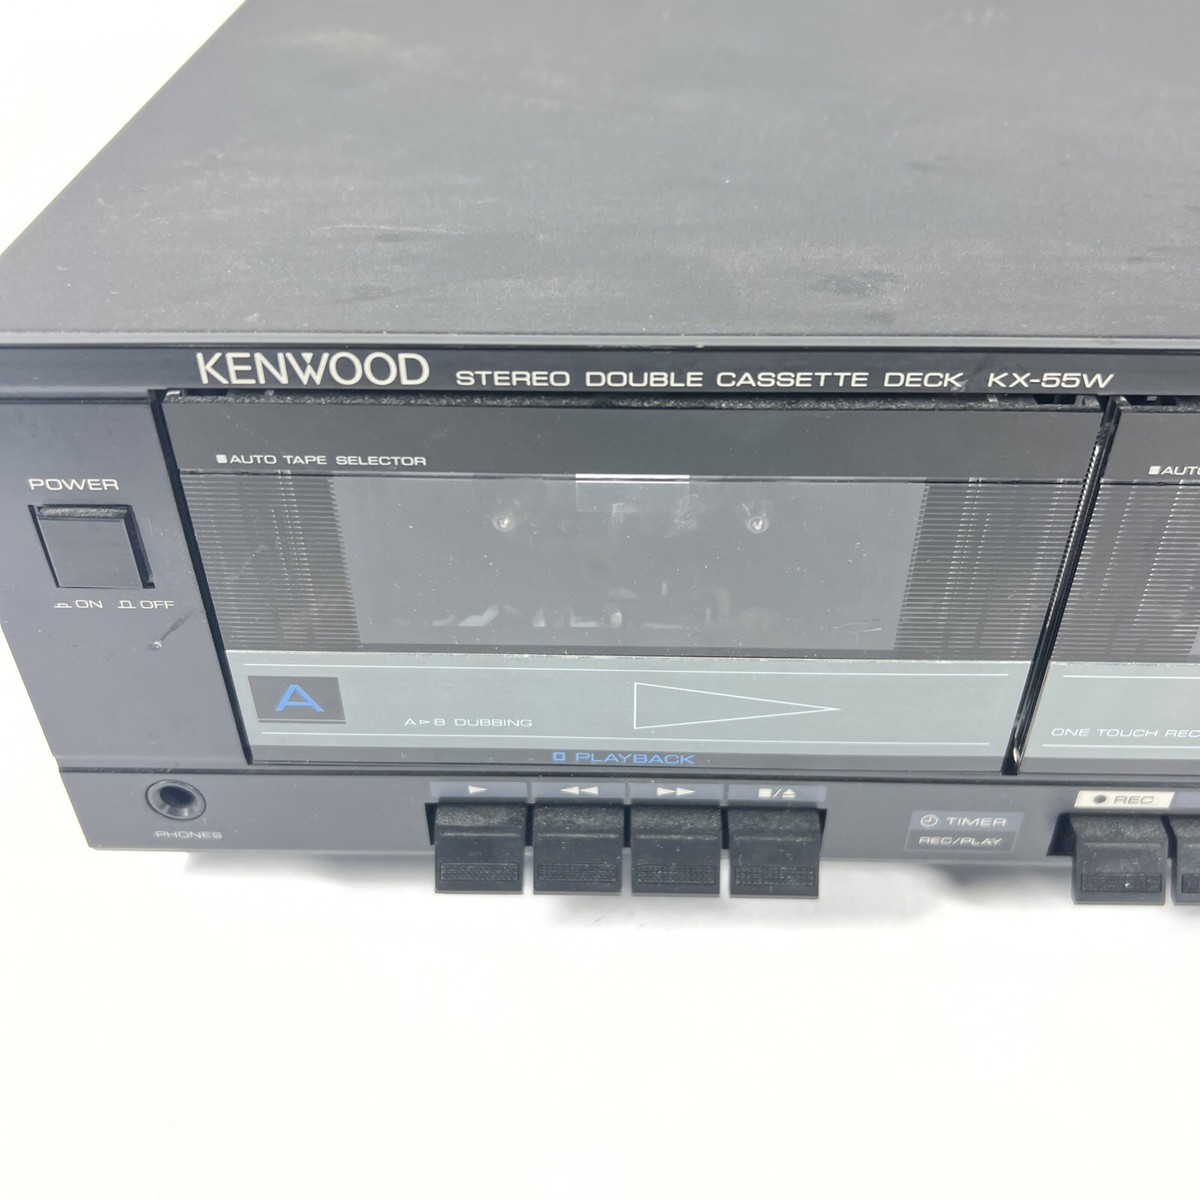 KENWOOD STEREO DOUBLE CASSETTE DECK KX-55W
■AUTO TAPE SELECTOR
■AUTO
POWER
ON OFF
A
A▷B DUBBING
ONE TOUCH REC
PLAYBACK
PHONES
▶ ◀◀ ▶▶ ■/⏏
● REC
TIMER
REC/PLAY